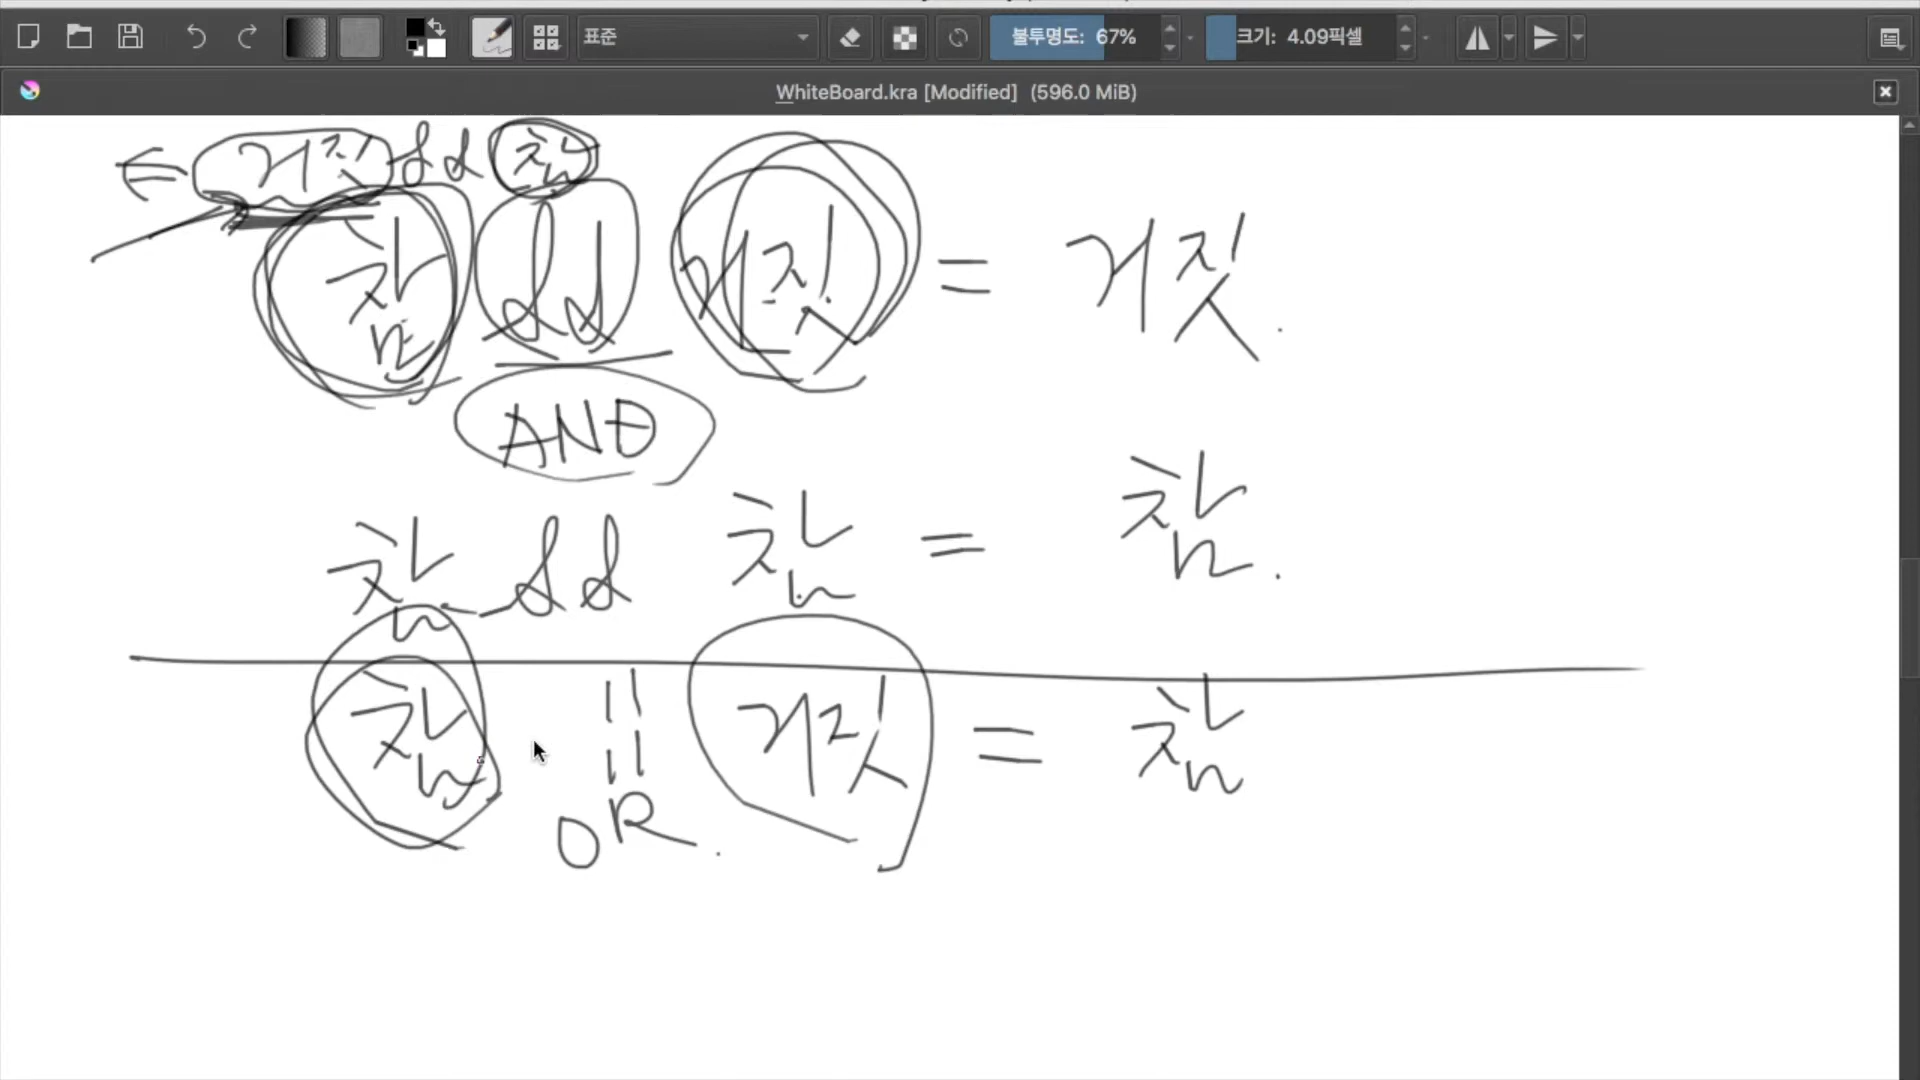 표준
불투명도: 67%
크기: 4.09픽셀
WhiteBoard.kra [Modified] (596.0 MiB)
거짓 && 참
참 && 거짓 = 거짓.
AND
참 && 참 = 참.
참 || 거짓 = 참
OR.